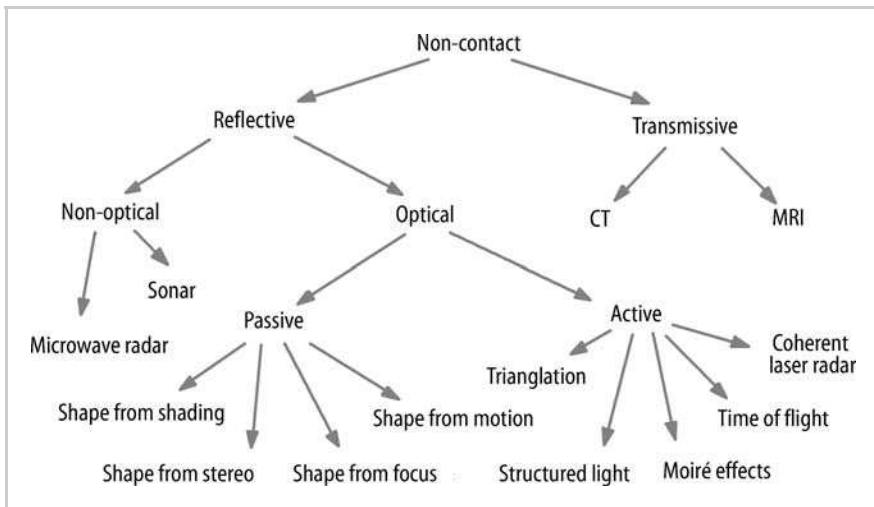 Non-contact
Reflective
Transmissive
Non-optical
Optical
CT
MRI
Sonar
Microwave radar
Passive
Active
Trianglation
Coherent
laser radar
Shape from shading
Shape from motion
Time of flight
Shape from stereo
Shape from focus
Structured light
Moiré effects